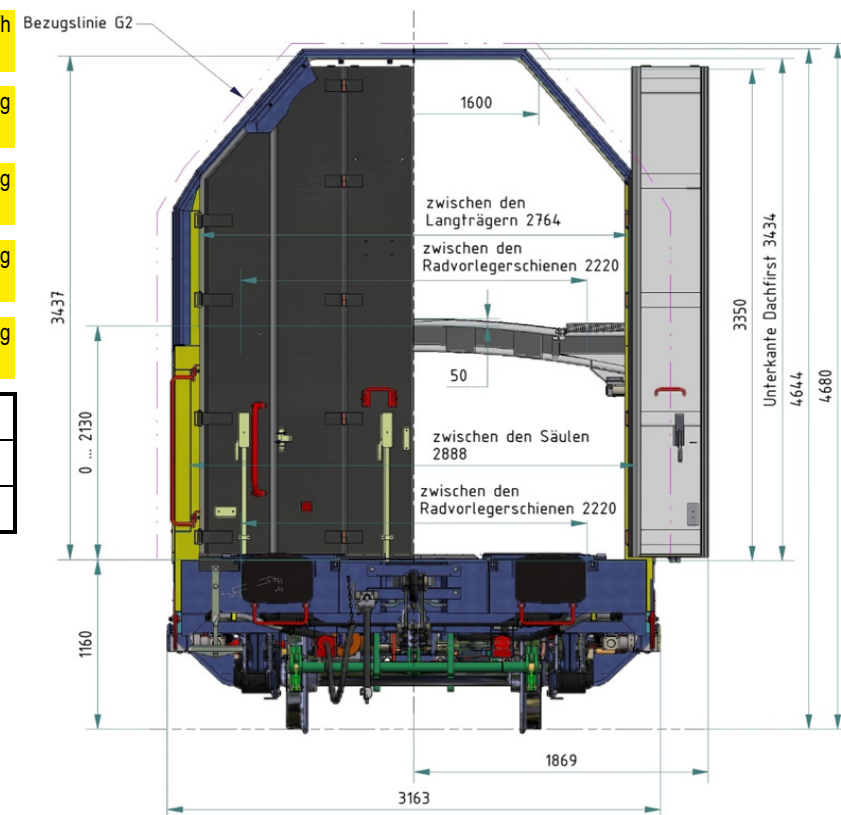 h
g
g
g
g
Bezugslinie G2
1600
zwischen den
Langträgern 2764
zwischen den
Radvorlegerschienen 2220
3437
50
0 ... 2130
zwischen den Säulen
2888
zwischen den
Radvorlegerschienen 2220
1160
3350
Unterkante Dachfirst 3434
4644
4680
1869
3163